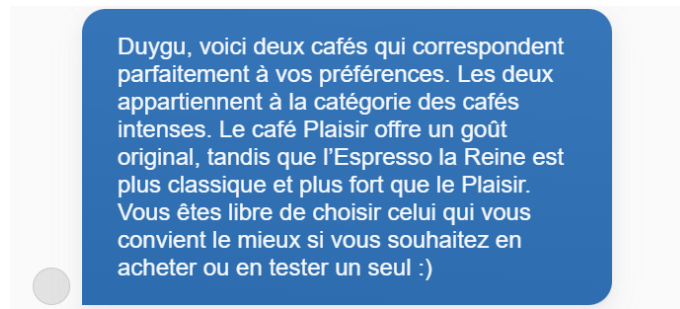 Duygu, voici deux cafés qui correspondent
parfaitement à vos préférences. Les deux
appartiennent à la catégorie des cafés
intenses. Le café Plaisir offre un goût
original, tandis que l’Espresso la Reine est
plus classique et plus fort que le Plaisir.
Vous êtes libre de choisir celui qui vous
convient le mieux si vous souhaitez en
acheter ou en tester un seul :)